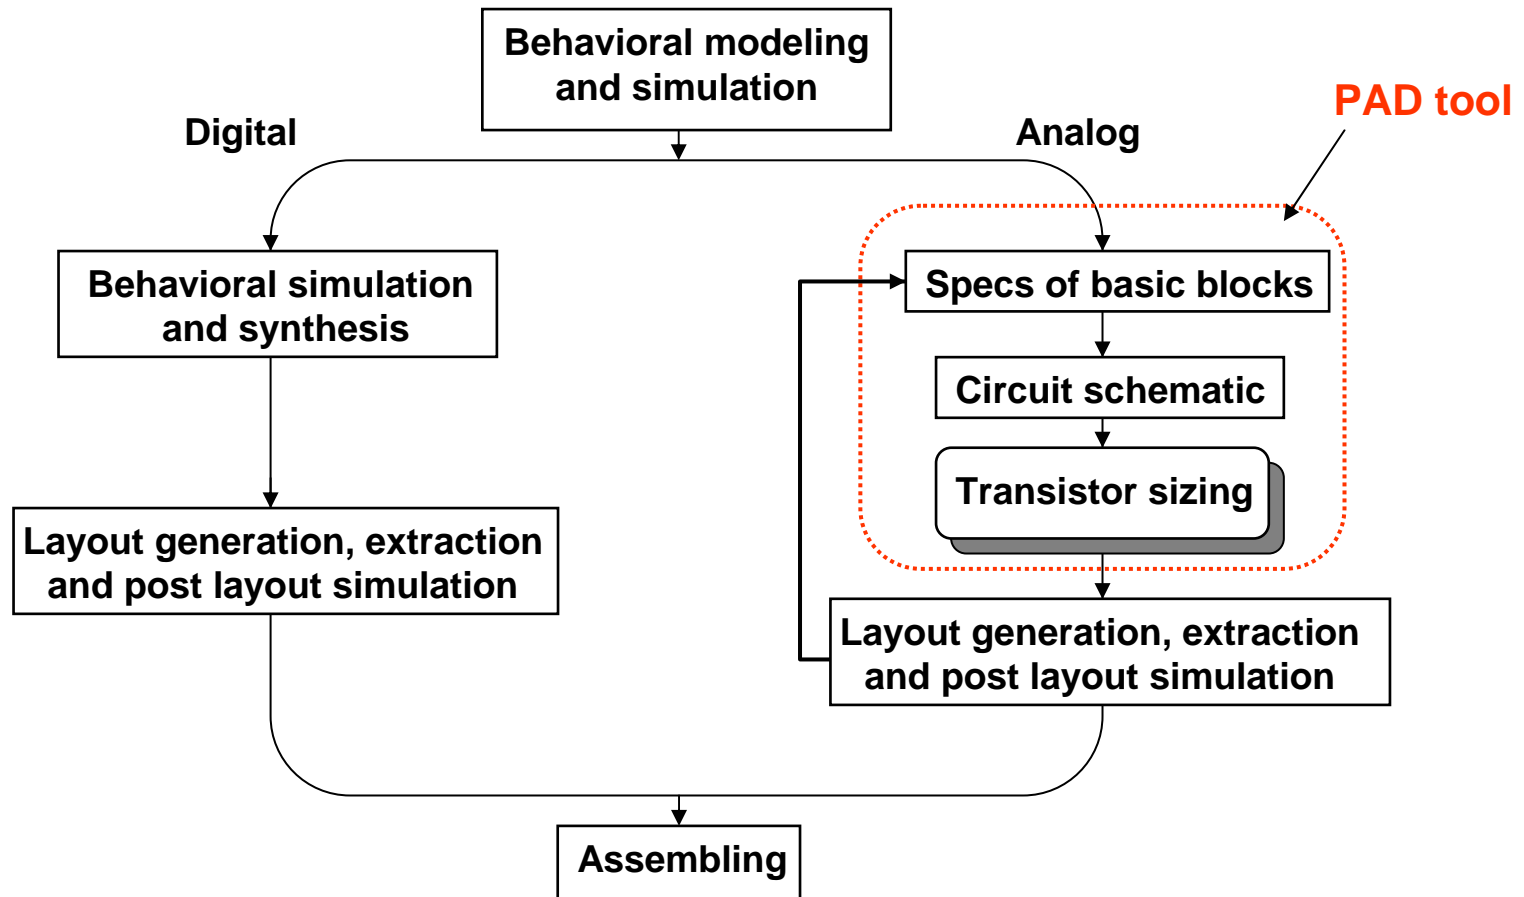 Behavioral modeling
and simulation
PAD tool
Digital
Analog
Behavioral simulation
and synthesis
Specs of basic blocks
Circuit schematic
Transistor sizing
Layout generation, extraction
and post layout simulation
Layout generation, extraction
and post layout simulation
Assembling